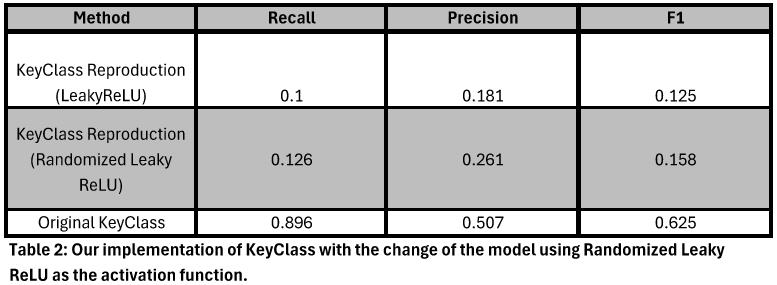 Method Recall Precision F1
KeyClass Reproduction
(LeakyReLU) 0.1 0.181 0.125
KeyClass Reproduction
(Randomized Leaky 0.126 0.261 0.158
ReLU)
Original KeyClass 0.896 0.507 0.625
Table 2: Our implementation of KeyClass with the change of the model using Randomized Leaky
ReLU as the activation function.